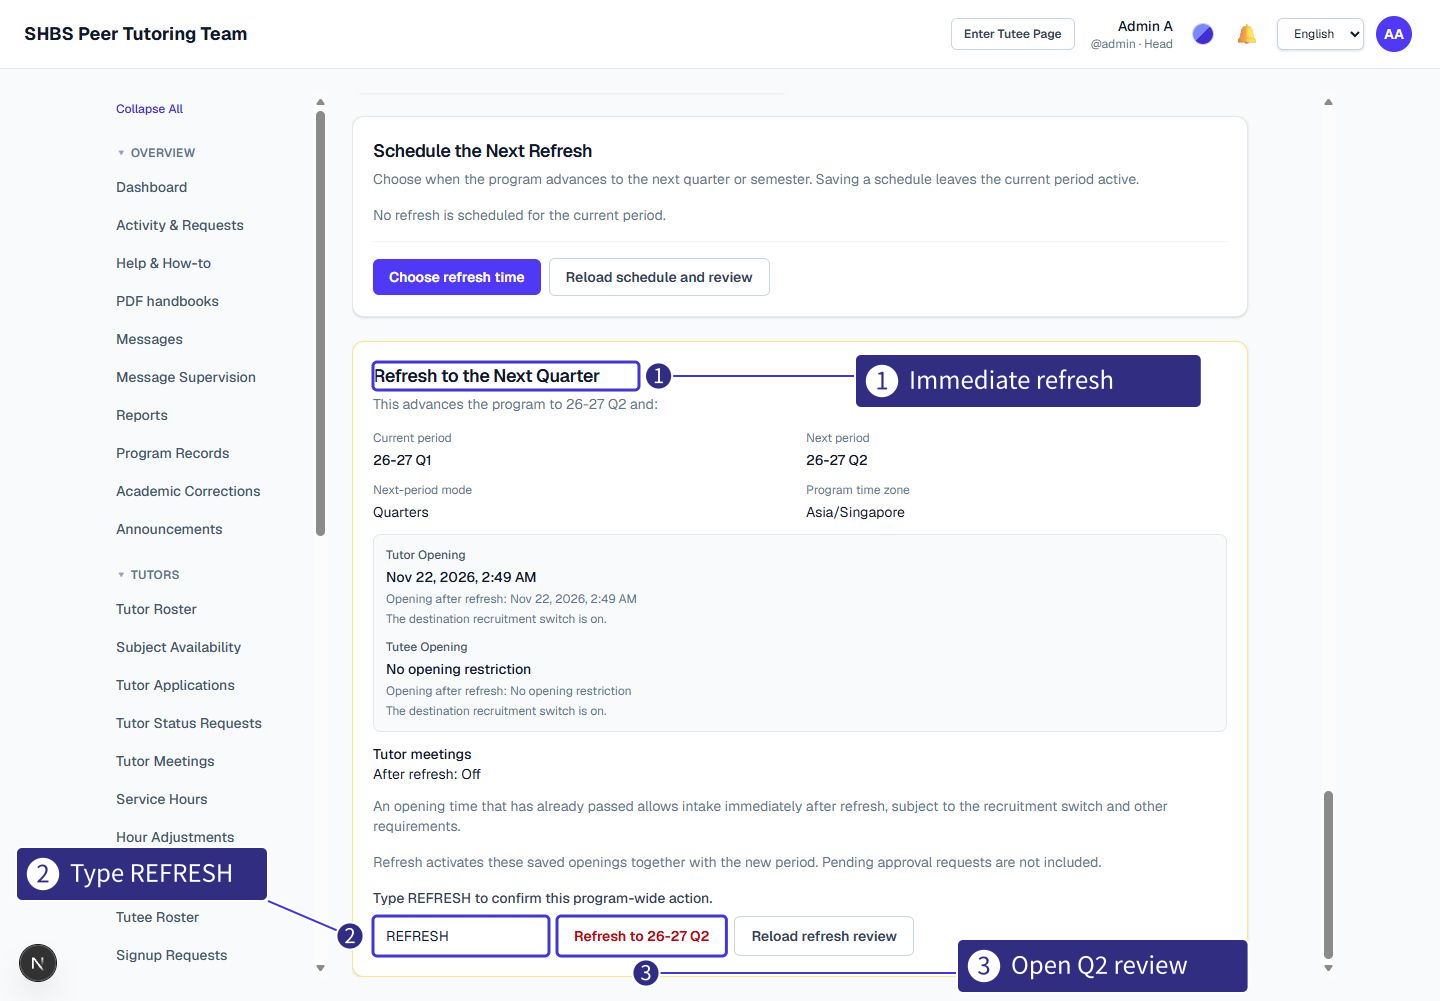 SHBS Peer Tutoring Team
Enter Tutee Page
Admin A
@admin · Head
English
AA
Collapse All
OVERVIEW
Dashboard
Activity & Requests
Help & How-to
PDF handbooks
Messages
Message Supervision
Reports
Program Records
Academic Corrections
Announcements
TUTORS
Tutor Roster
Subject Availability
Tutor Applications
Tutor Status Requests
Tutor Meetings
Service Hours
Hour Adjustments
2 Type REFRESH
Tutee Roster
Signup Requests
N
Schedule the Next Refresh
Choose when the program advances to the next quarter or semester. Saving a schedule leaves the current period active.
No refresh is scheduled for the current period.
Choose refresh time
Reload schedule and review
Refresh to the Next Quarter
1
1 Immediate refresh
This advances the program to 26-27 Q2 and:
Current period
26-27 Q1
Next period
26-27 Q2
Next-period mode
Quarters
Program time zone
Asia/Singapore
Tutor Opening
Nov 22, 2026, 2:49 AM
Opening after refresh: Nov 22, 2026, 2:49 AM
The destination recruitment switch is on.
Tutee Opening
No opening restriction
Opening after refresh: No opening restriction
The destination recruitment switch is on.
Tutor meetings
After refresh: Off
An opening time that has already passed allows intake immediately after refresh, subject to the recruitment switch and other
requirements.
Refresh activates these saved openings together with the new period. Pending approval requests are not included.
Type REFRESH to confirm this program-wide action.
2
REFRESH
Refresh to 26-27 Q2
Reload refresh review
3
3 Open Q2 review